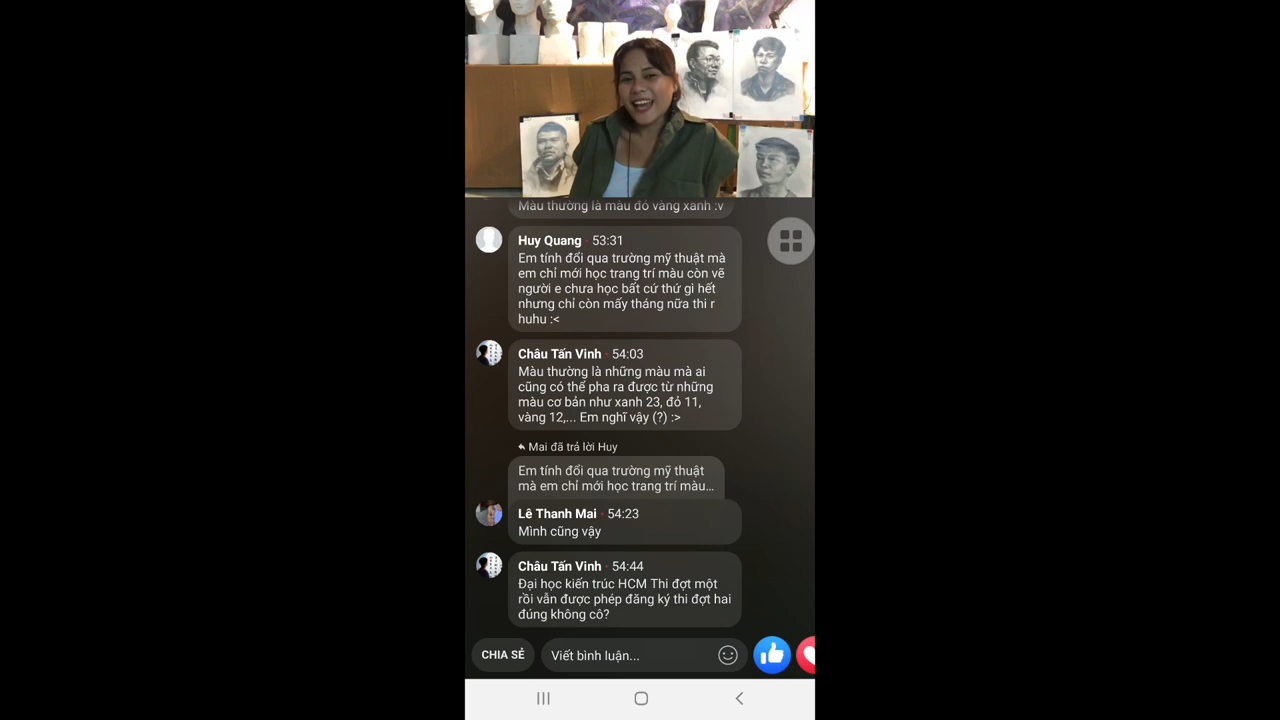 Màu thường là màu đỏ vàng xanh :v
Huy Quang · 53:31
Em tính đổi qua trường mỹ thuật mà
em chỉ mới học trang trí màu còn vẽ
người e chưa học bất cứ thứ gì hết
nhưng chỉ còn mấy tháng nữa thi r
huhu :<
Châu Tấn Vinh · 54:03
Màu thường là những màu mà ai
cũng có thể pha ra được từ những
màu cơ bản như xanh 23, đỏ 11,
vàng 12,... Em nghĩ vậy (?) :>
Mai đã trả lời Huy
Em tính đổi qua trường mỹ thuật
mà em chỉ mới học trang trí màu...
Lê Thanh Mai · 54:23
Mình cũng vậy
Châu Tấn Vinh · 54:44
Đại học kiến trúc HCM Thi đợt một
rồi vẫn được phép đăng ký thi đợt hai
đúng không cô?
CHIA SẺ
Viết bình luận...